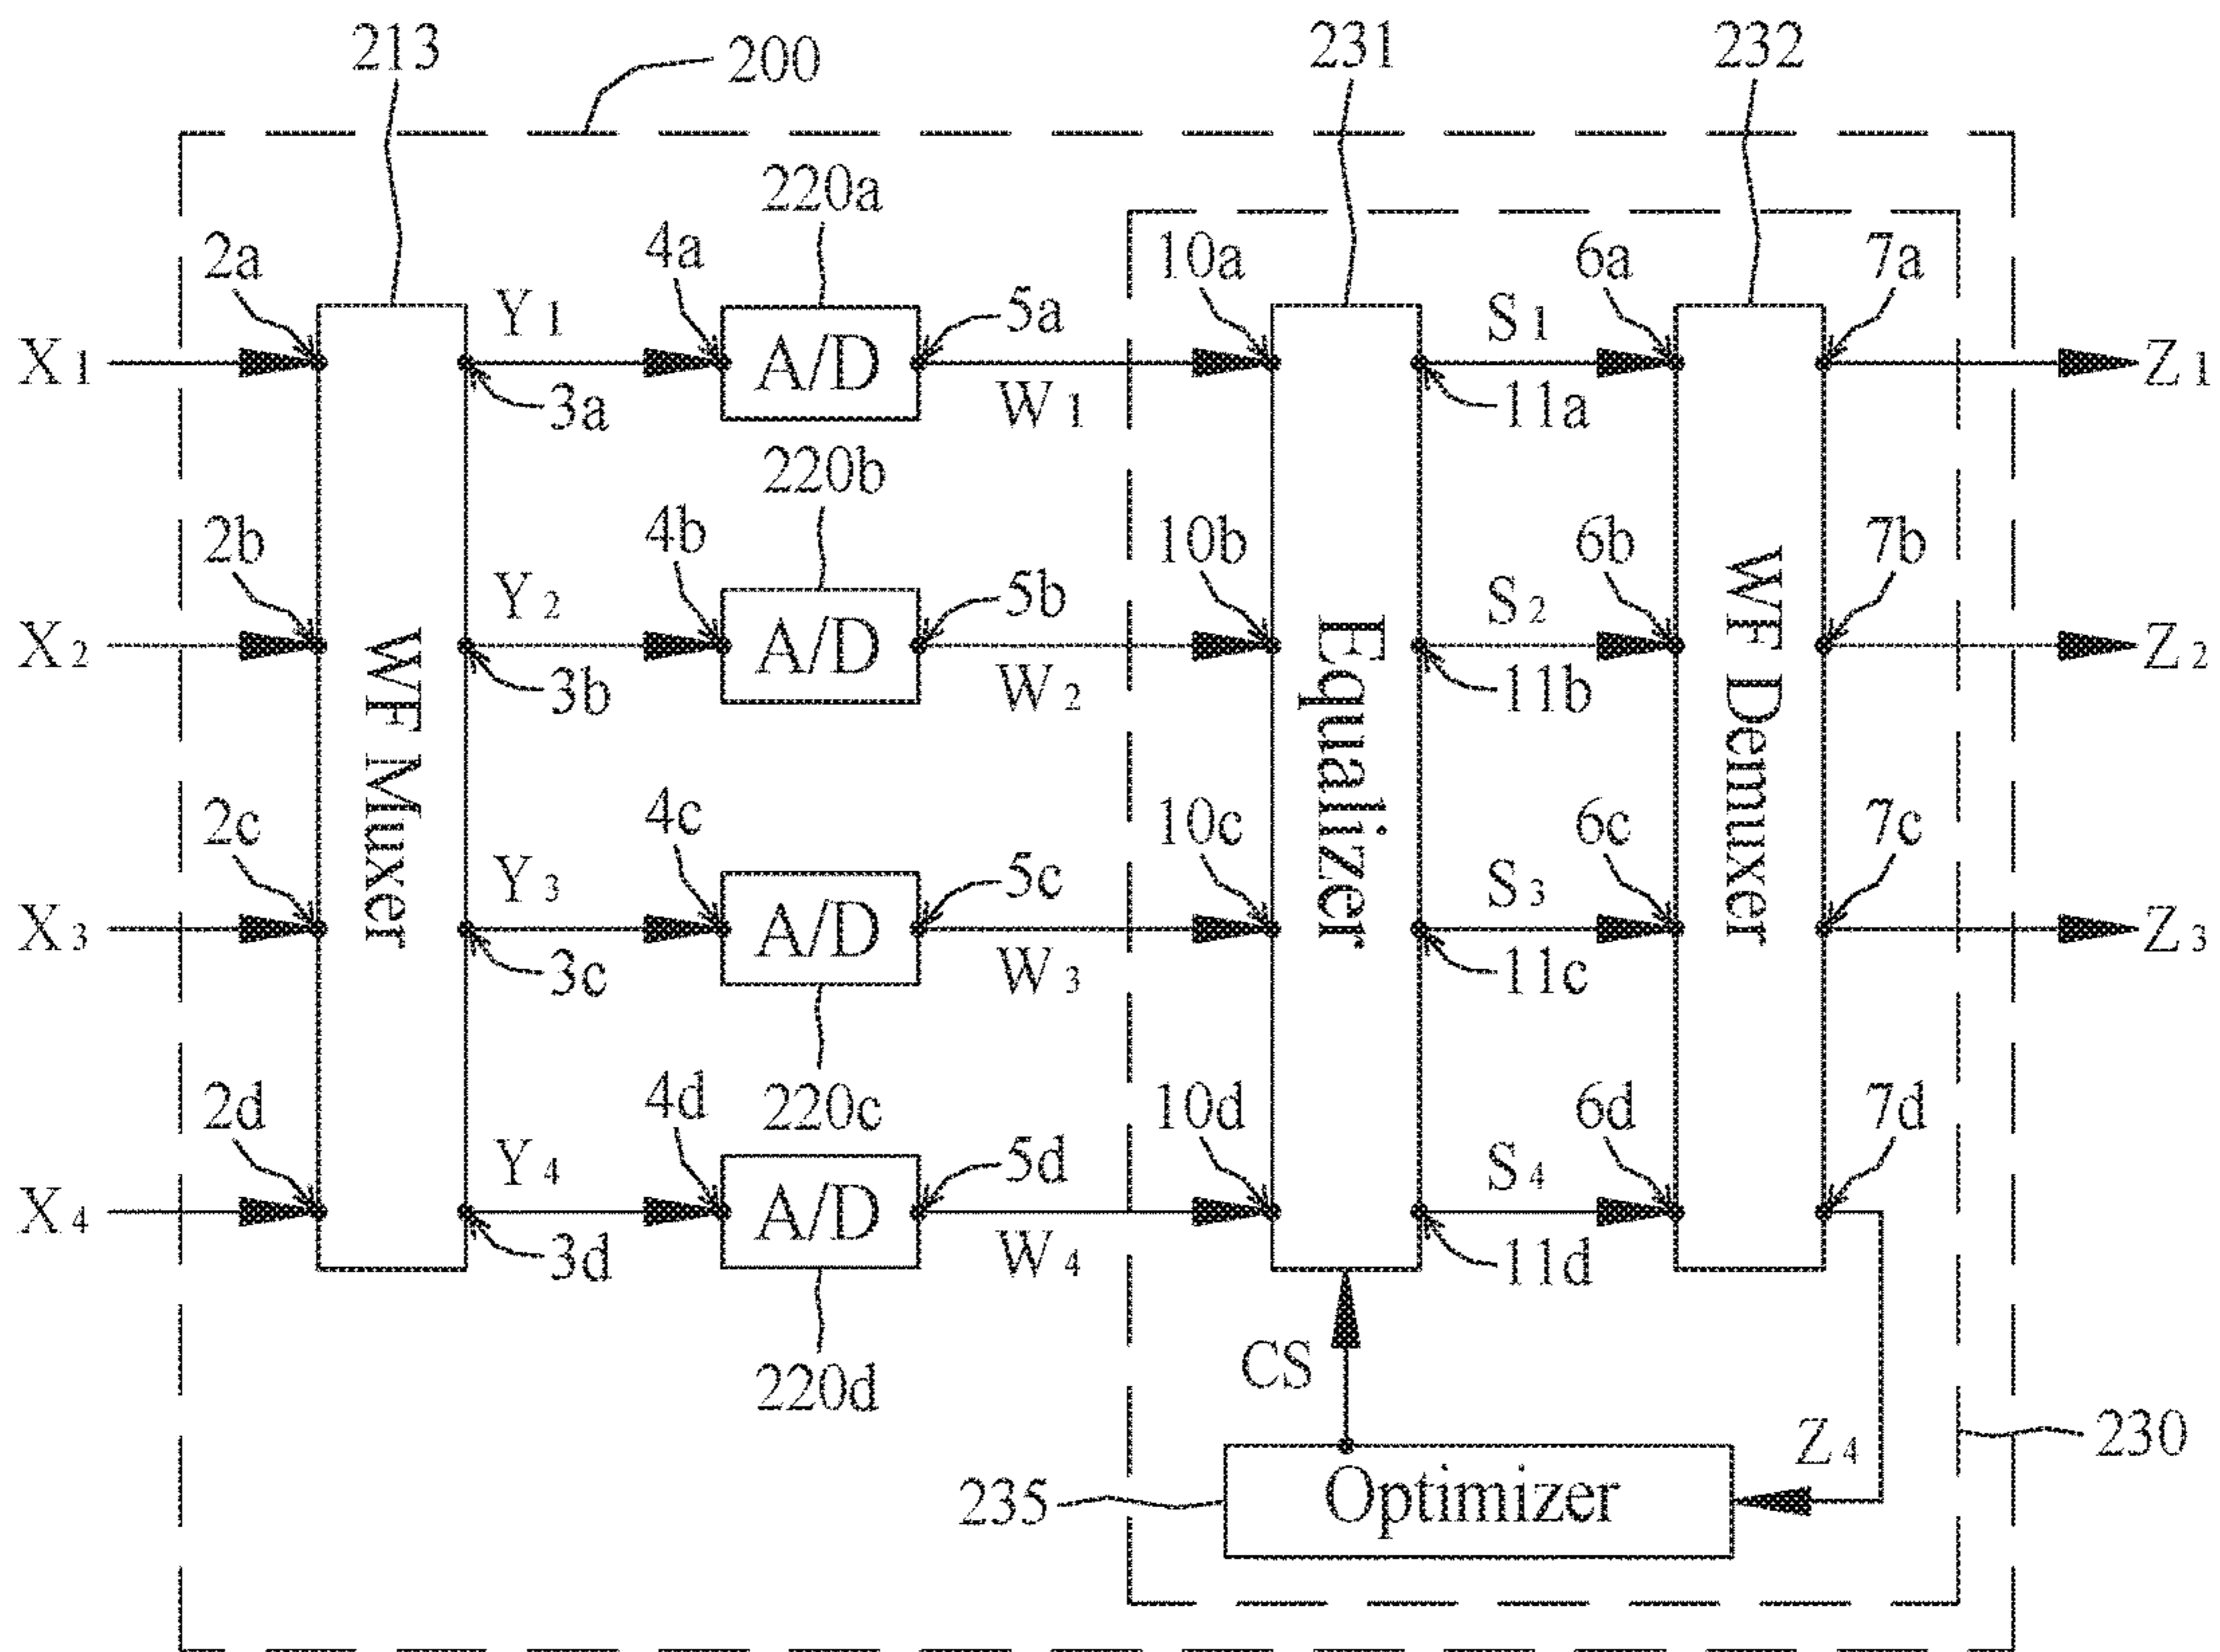 213
200
231
232
220a
2a
4a
10a
6a
7a
X1
Y1
A/D
5a
S1
Z1
3a
W1
11a
220b
2b
4b
10b
6b
7b
X2
Y2
A/D
5b
S2
Z2
3b
W2
11b
WF Muxer
Equalizer
WF Demuxer
2c
4c
10c
6c
7c
X3
Y3
A/D
5c
S3
Z3
3c
W3
11c
220c
2d
4d
10d
6d
7d
X4
Y4
A/D
5d
S4
3d
W4
11d
220d
CS
Z4
230
235
Optimizer